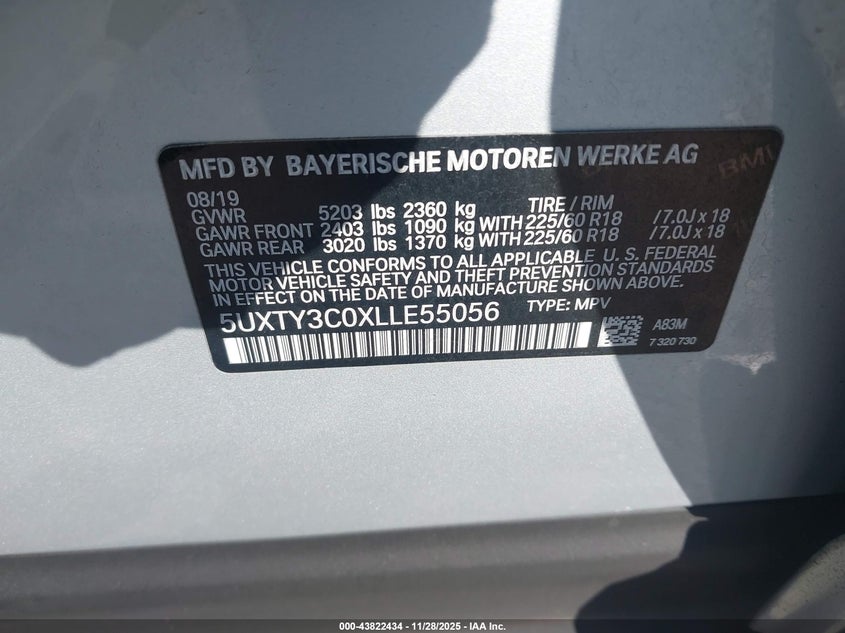 MFD BY BAYERISCHE MOTOREN WERKE AG
BMW
08/19 TIRE / RIM
GVWR 5203 lbs 2360 kg
GAWR FRONT 2403 lbs 1090 kg WITH 225/60 R18 /7.0J x 18
GAWR REAR 3020 lbs 1370 kg WITH 225/60 R18 /7.0J x 18
THIS VEHICLE CONFORMS TO ALL APPLICABLE U. S. FEDERAL
MOTOR VEHICLE SAFETY AND THEFT PREVENTION STANDARDS
IN EFFECT ON THE DATE OF MANUFACTURE SHOWN ABOVE.
5UXTY3C0XLLE55056 TYPE: MPV
A83M
7 320 730
000-43822434 - 11/28/2025 - IAA Inc.